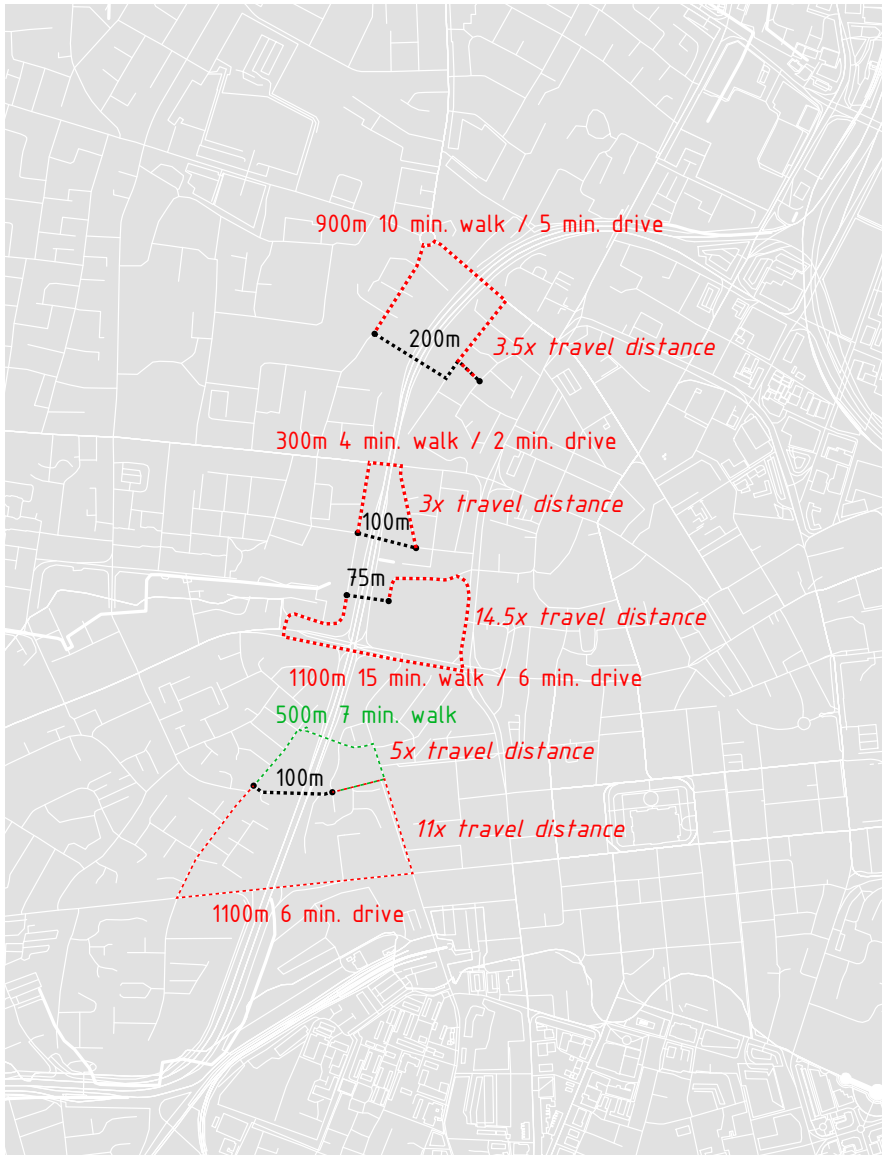 900m 10 min. walk / 5 min. drive
200m
3.5x travel distance
300m 4 min. walk / 2 min. drive
3x travel distance
100m
75m
14.5x travel distance
1100m 15 min. walk / 6 min. drive
500m 7 min. walk
5x travel distance
100m
11x travel distance
1100m 6 min. drive